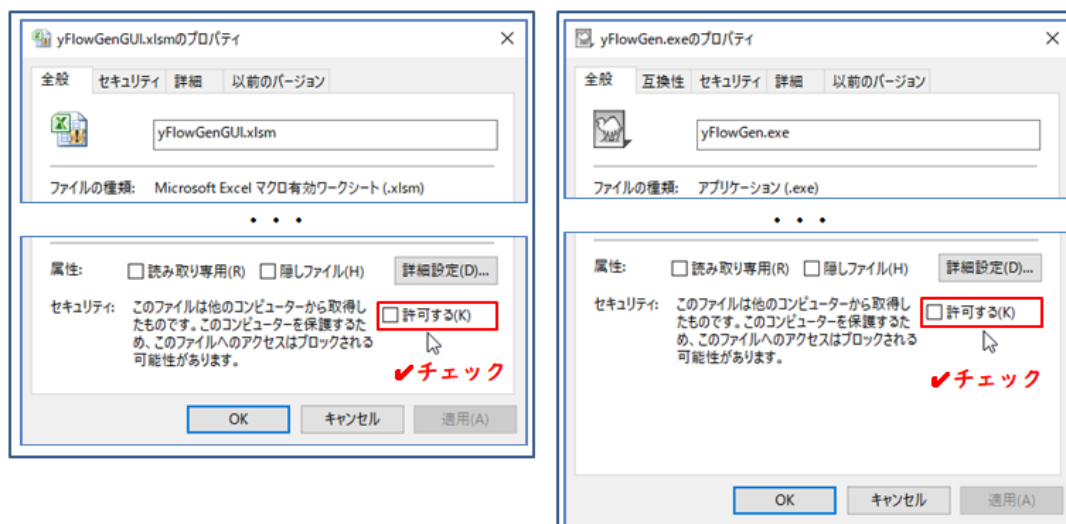 yFlowGenGUI.xlsmのプロパティ
全般 セキュリティ 詳細 以前のバージョン
yFlowGenGUI.xlsm
ファイルの種類: Microsoft Excel マクロ有効ワークシート (.xlsm)
・・・
属性: 読み取り専用(R) 隠しファイル(H) 詳細設定(D)...
セキュリティ: このファイルは他のコンピューターから取得し
たものです。このコンピューターを保護するた
め、このファイルへのアクセスはブロックされる
可能性があります。
許可する(K)
✔チェック
OK キャンセル 適用(A)
yFlowGen.exeのプロパティ
全般 互換性 セキュリティ 詳細 以前のバージョン
yFlowGen.exe
ファイルの種類: アプリケーション (.exe)
・・・
属性: 読み取り専用(R) 隠しファイル(H) 詳細設定(D)...
セキュリティ: このファイルは他のコンピューターから取得し
たものです。このコンピューターを保護するた
め、このファイルへのアクセスはブロックされる
可能性があります。
許可する(K)
✔チェック
OK キャンセル 適用(A)